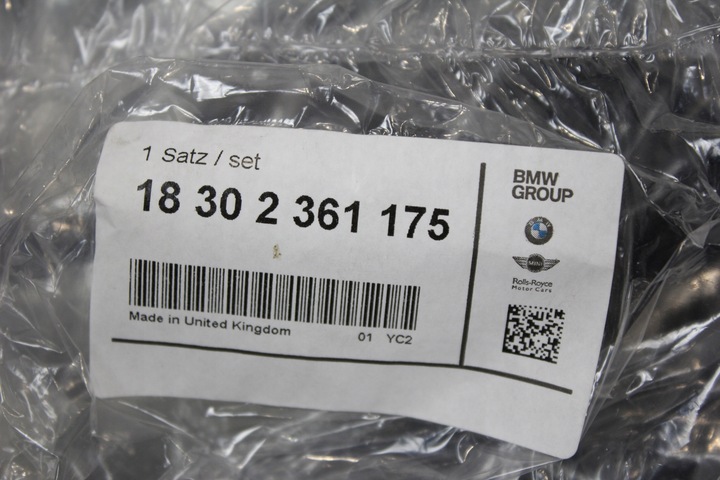 1 Satz / set
18 30 2 361 175
Made in United Kingdom
01 YC2
BMW
GROUP
MINI
Rolls-Royce
Motor Cars